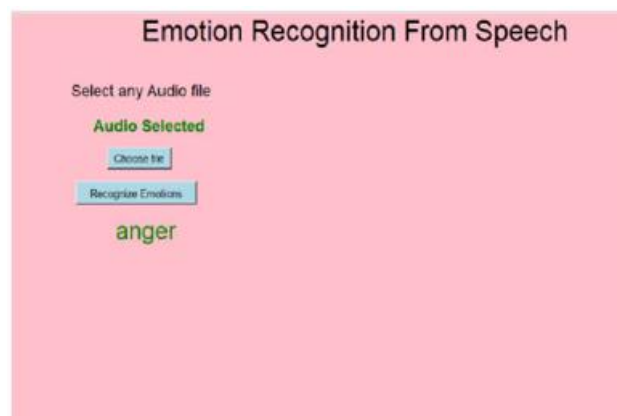 Emotion Recognition From Speech
Select any Audio file
Audio Selected
Choose file
Recognize Emotions
anger